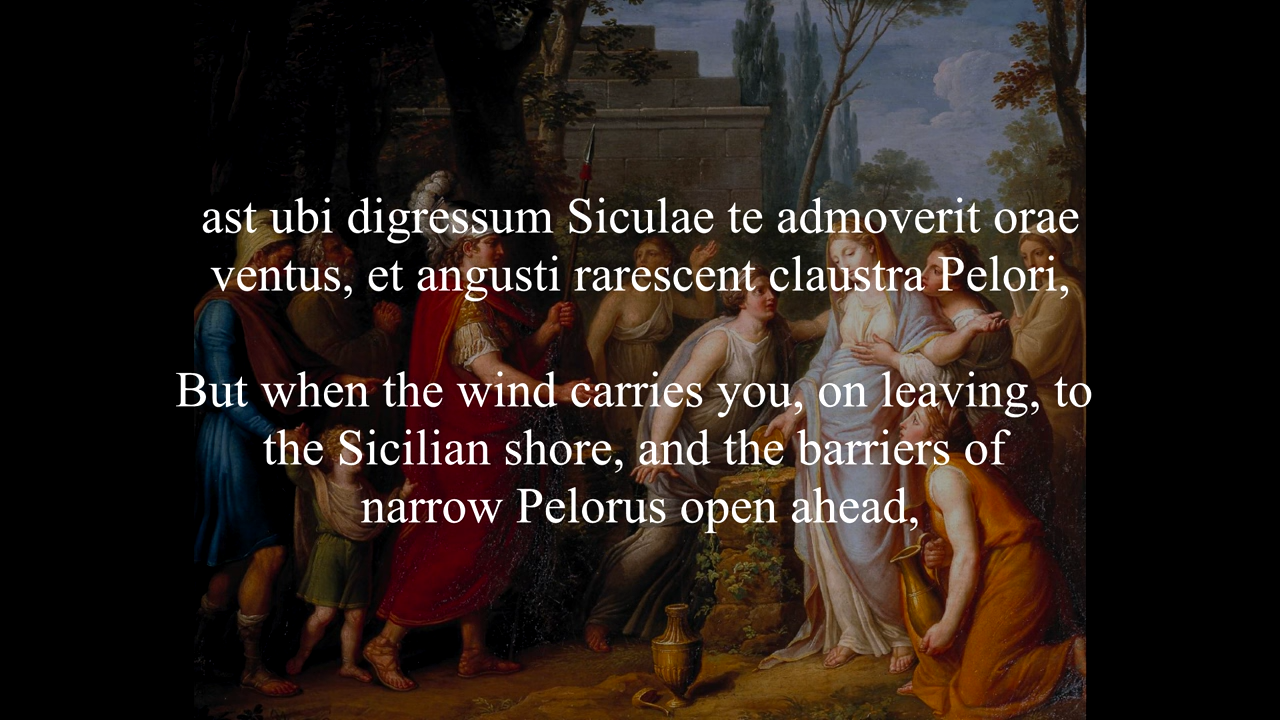 ast ubi digressum Siculae te admoverit orae
ventus, et angusti rarescent claustra Pelori,
But when the wind carries you, on leaving, to
the Sicilian shore, and the barriers of
narrow Pelorus open ahead,